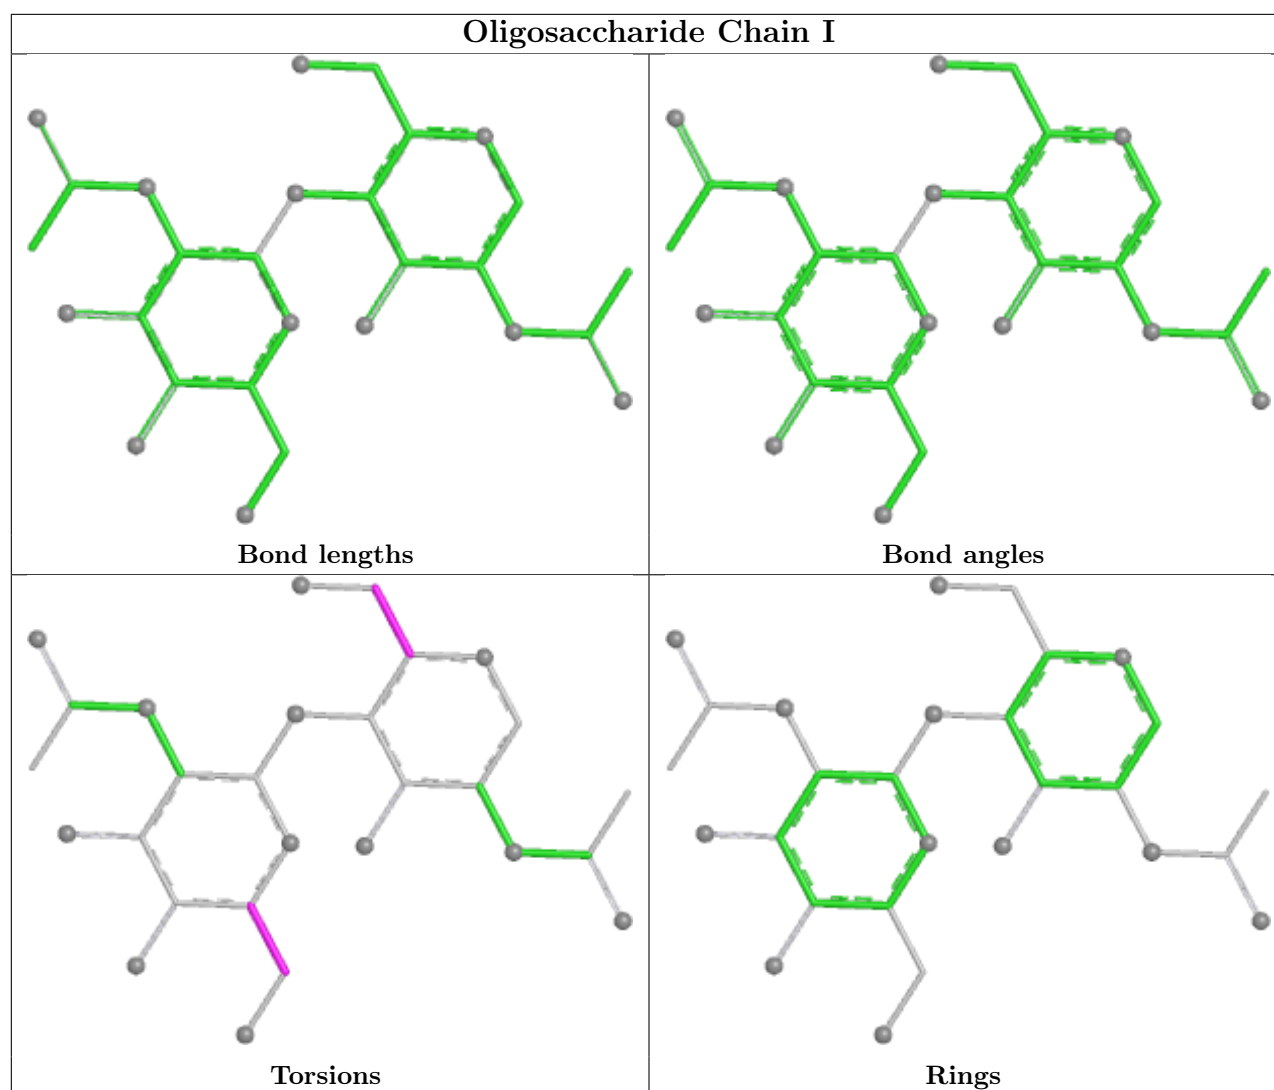 Oligosaccharide Chain I
Bond lengths
Bond angles
Torsions
Rings